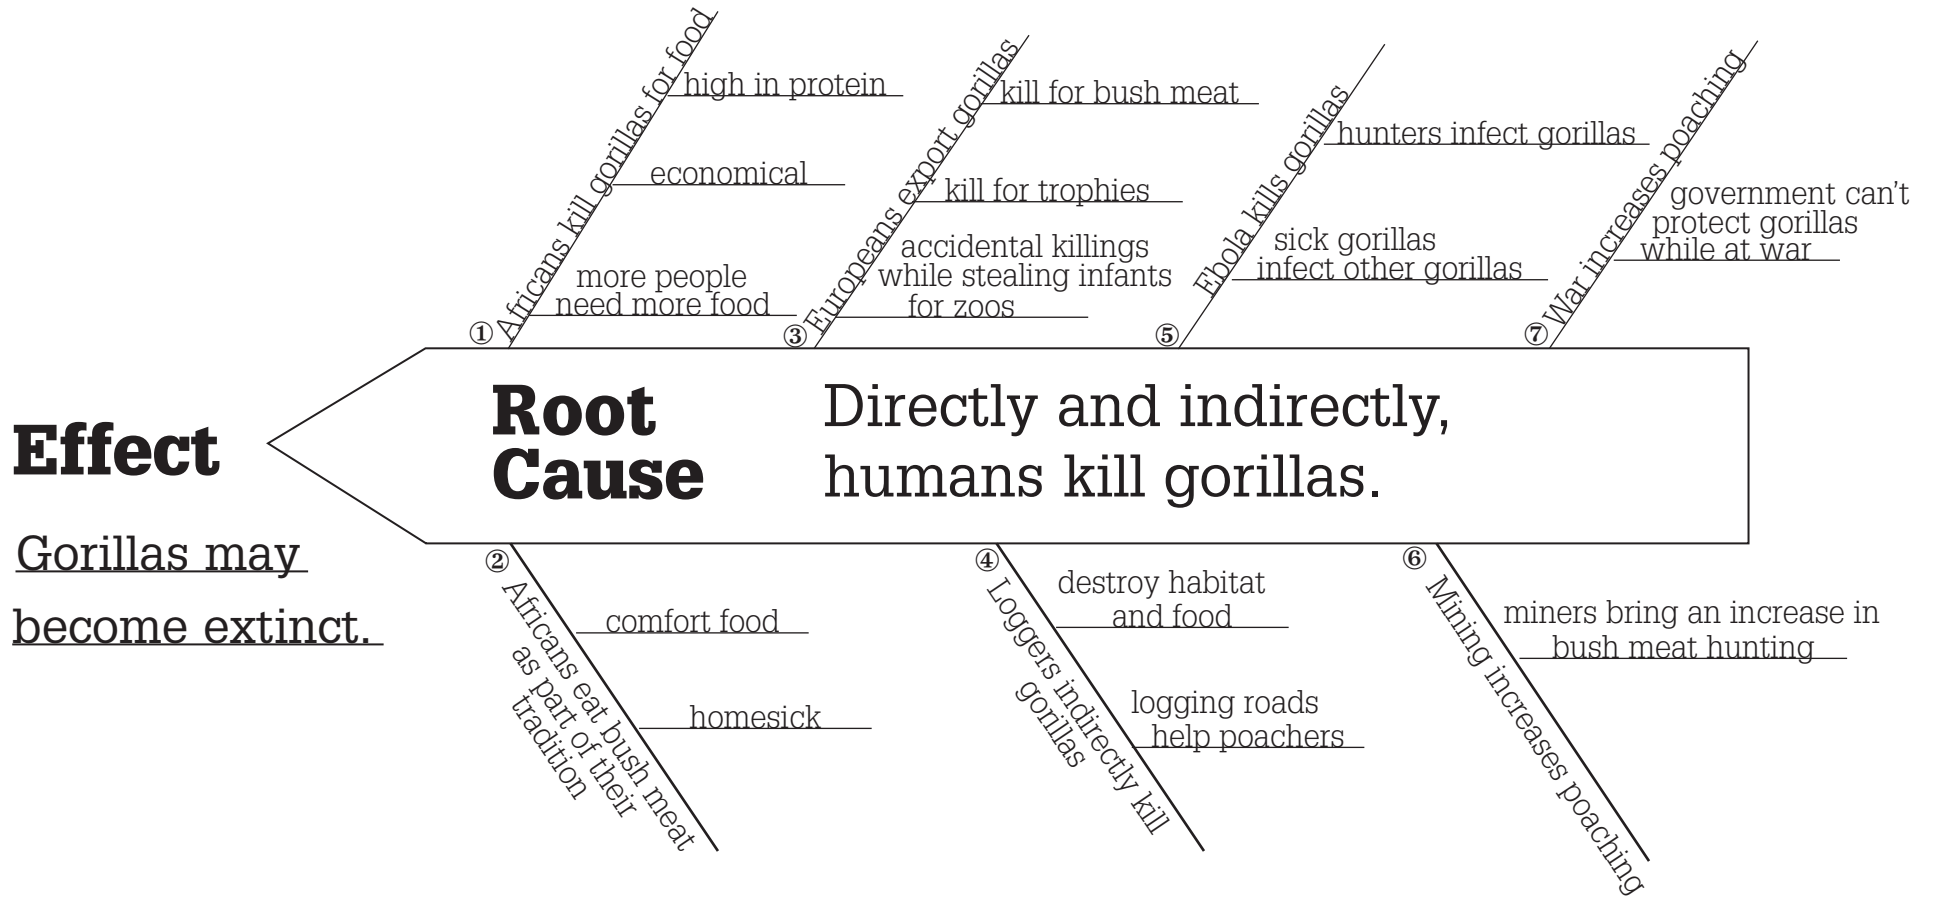 ① Africans kill gorillas for food
high in protein
economical
more people
need more food
③ Europeans export gorillas
kill for bush meat
kill for trophies
accidental killings
while stealing infants
for zoos
⑤ Ebola kills gorillas
hunters infect gorillas
sick gorillas
infect other gorillas
⑦ War increases poaching
government can't
protect gorillas
while at war
Effect
Gorillas may
become extinct.
Root
Cause
Directly and indirectly,
humans kill gorillas.
② Africans eat bush meat
as part of their
tradition
comfort food
homesick
④ Loggers indirectly kill
gorillas
destroy habitat
and food
logging roads
help poachers
⑥ Mining increases poaching
miners bring an increase in
bush meat hunting